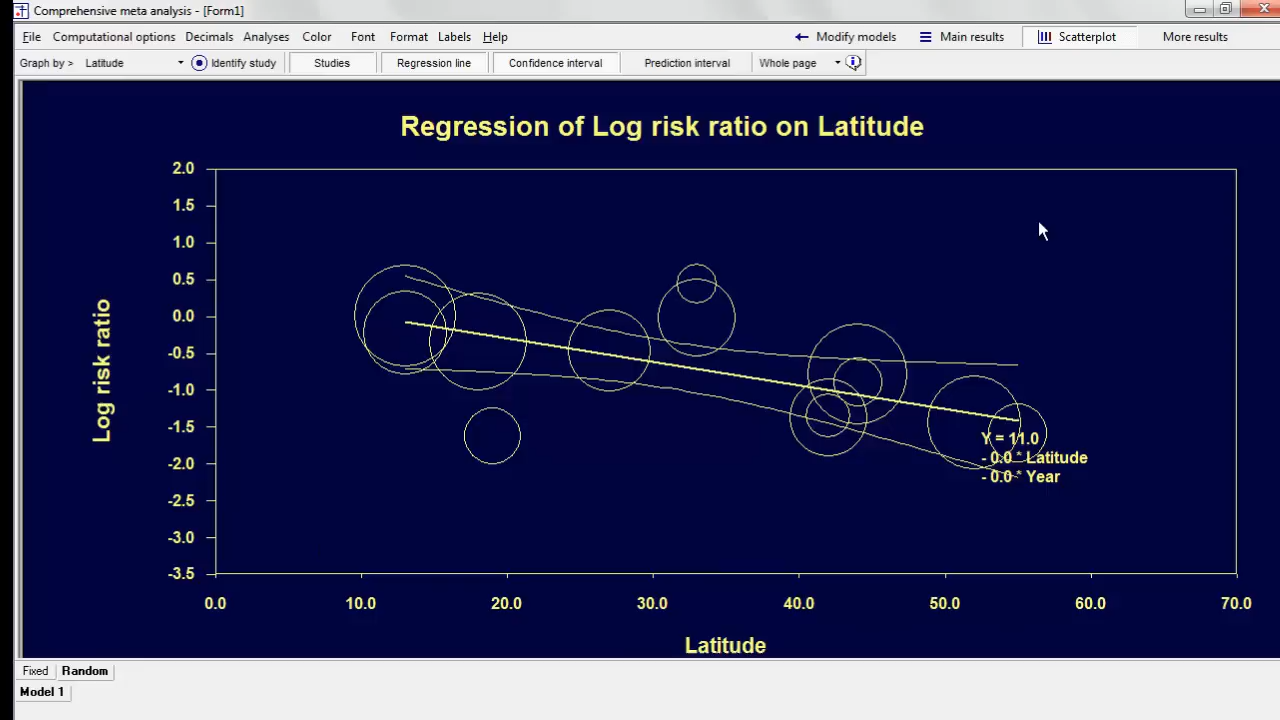 Comprehensive meta analysis - [Form1]
File Computational options Decimals Analyses Color Font Format Labels Help Modify models Main results Scatterplot More results
Graph by > Latitude Identify study Studies Regression line Confidence interval Prediction interval Whole page
Regression of Log risk ratio on Latitude
2.0
1.5
1.0
0.5
0.0
-0.5
-1.0
-1.5
-2.0
-2.5
-3.0
-3.5
Log risk ratio
Y = 11.0
- 0.0 * Latitude
- 0.0 * Year
0.0 10.0 20.0 30.0 40.0 50.0 60.0 70.0
Latitude
Fixed Random
Model 1